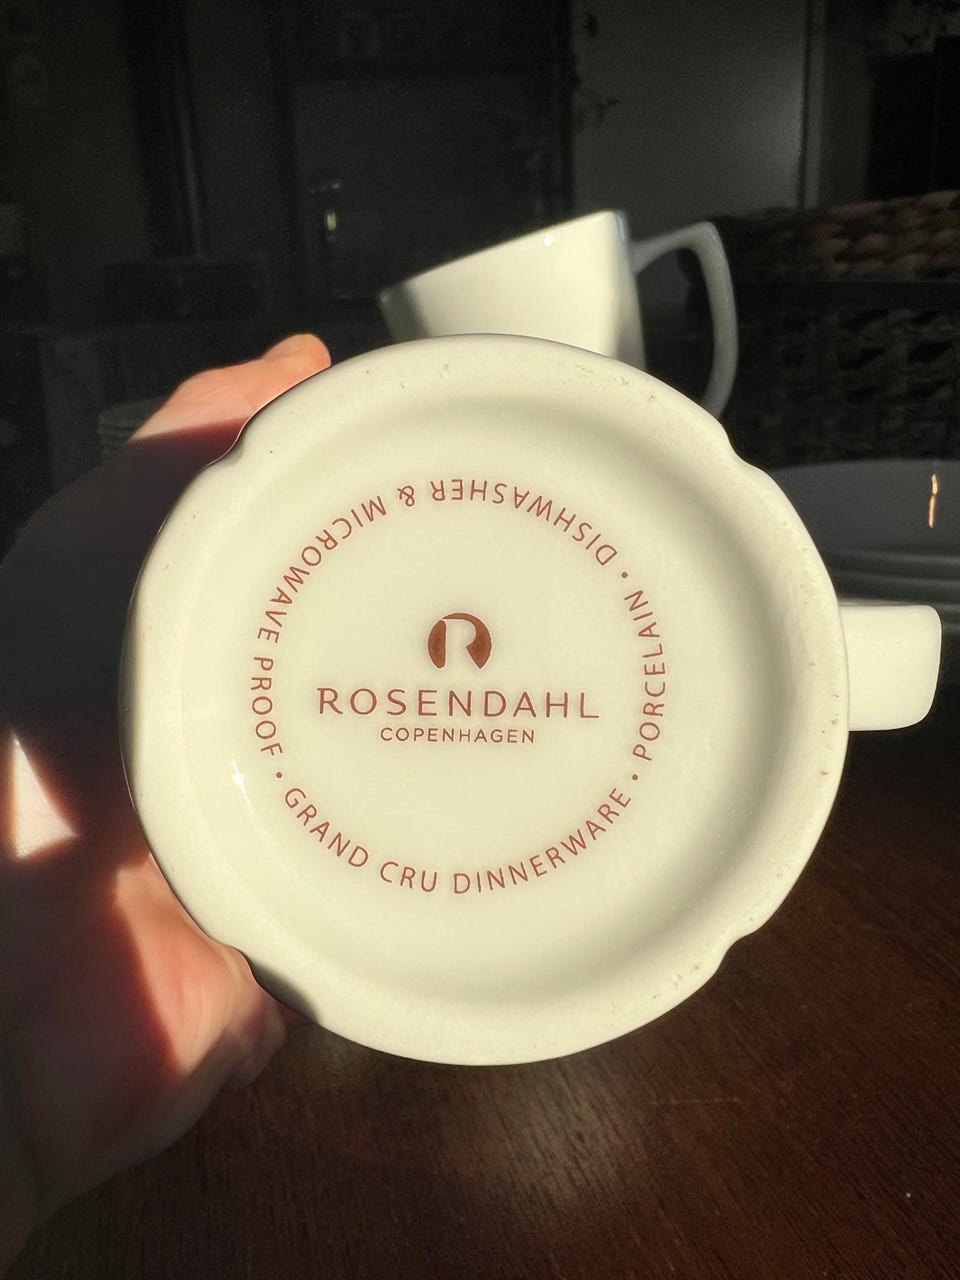 R
ROSENDAHL
COPENHAGEN
GRAND CRU DINNERWARE • PORCELAIN • DISHWASHER & MICROWAVE PROOF •